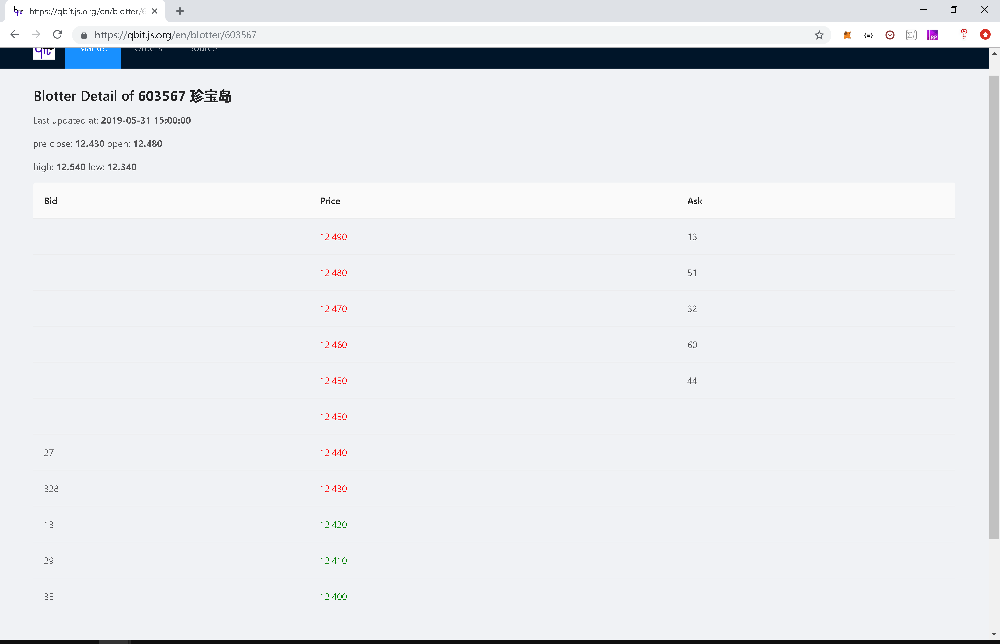 https://qbit.js.org/en/blotter/6
https://qbit.js.org/en/blotter/603567
Market Orders Source
Blotter Detail of 603567 珍宝岛
Last updated at: 2019-05-31 15:00:00
pre close: 12.430 open: 12.480
high: 12.540 low: 12.340
Bid Price Ask
12.490 13
12.480 51
12.470 32
12.460 60
12.450 44
12.450
27 12.440
328 12.430
13 12.420
29 12.410
35 12.400